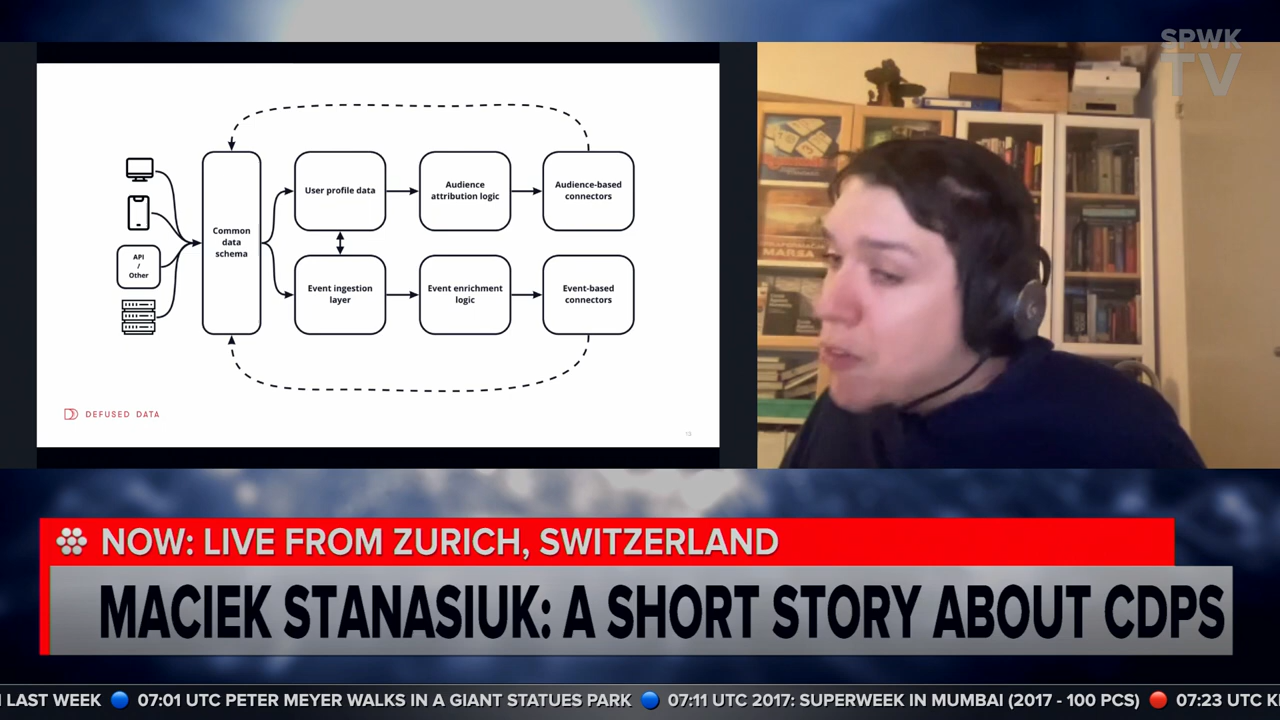 SPWK
TV
User profile data
Audience
attribution logic
Audience-based
connectors
Common
data
schema
API
/
Other
Event ingestion
layer
Event enrichment
logic
Event-based
connectors
DEFUSED DATA
13
MARSA
NOW: LIVE FROM ZURICH, SWITZERLAND
MACIEK STANASIUK: A SHORT STORY ABOUT CDPS
LAST WEEK 07:01 UTC PETER MEYER WALKS IN A GIANT STATUES PARK 07:11 UTC 2017: SUPERWEEK IN MUMBAI (2017 - 100 PCS) 07:23 UTC